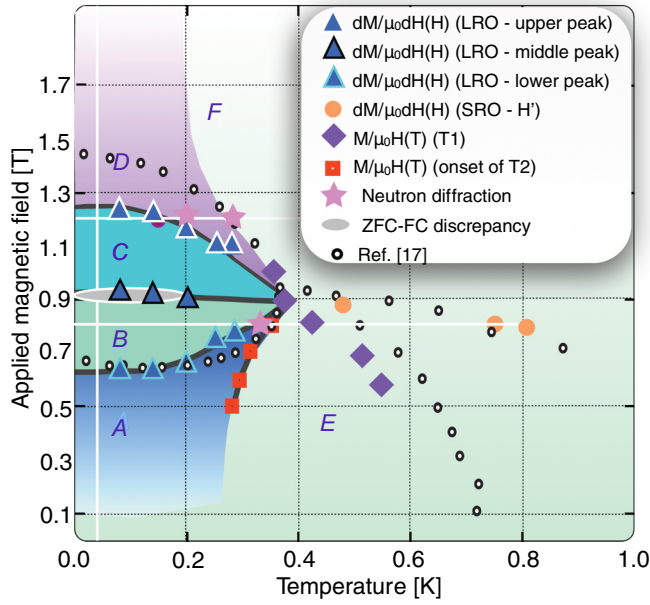 dM/μ₀dH(H) (LRO - upper peak)
dM/μ₀dH(H) (LRO - middle peak)
dM/μ₀dH(H) (LRO - lower peak)
dM/μ₀dH(H) (SRO - H')
M/μ₀H(T) (T1)
M/μ₀H(T) (onset of T2)
Neutron diffraction
ZFC-FC discrepancy
Ref. [17]
Applied magnetic field [T]
1.7
1.5
1.3
1.1
0.9
0.7
0.5
0.3
0.1
F
D
C
B
A
E
0.0
0.2
0.4
0.6
0.8
1.0
Temperature [K]